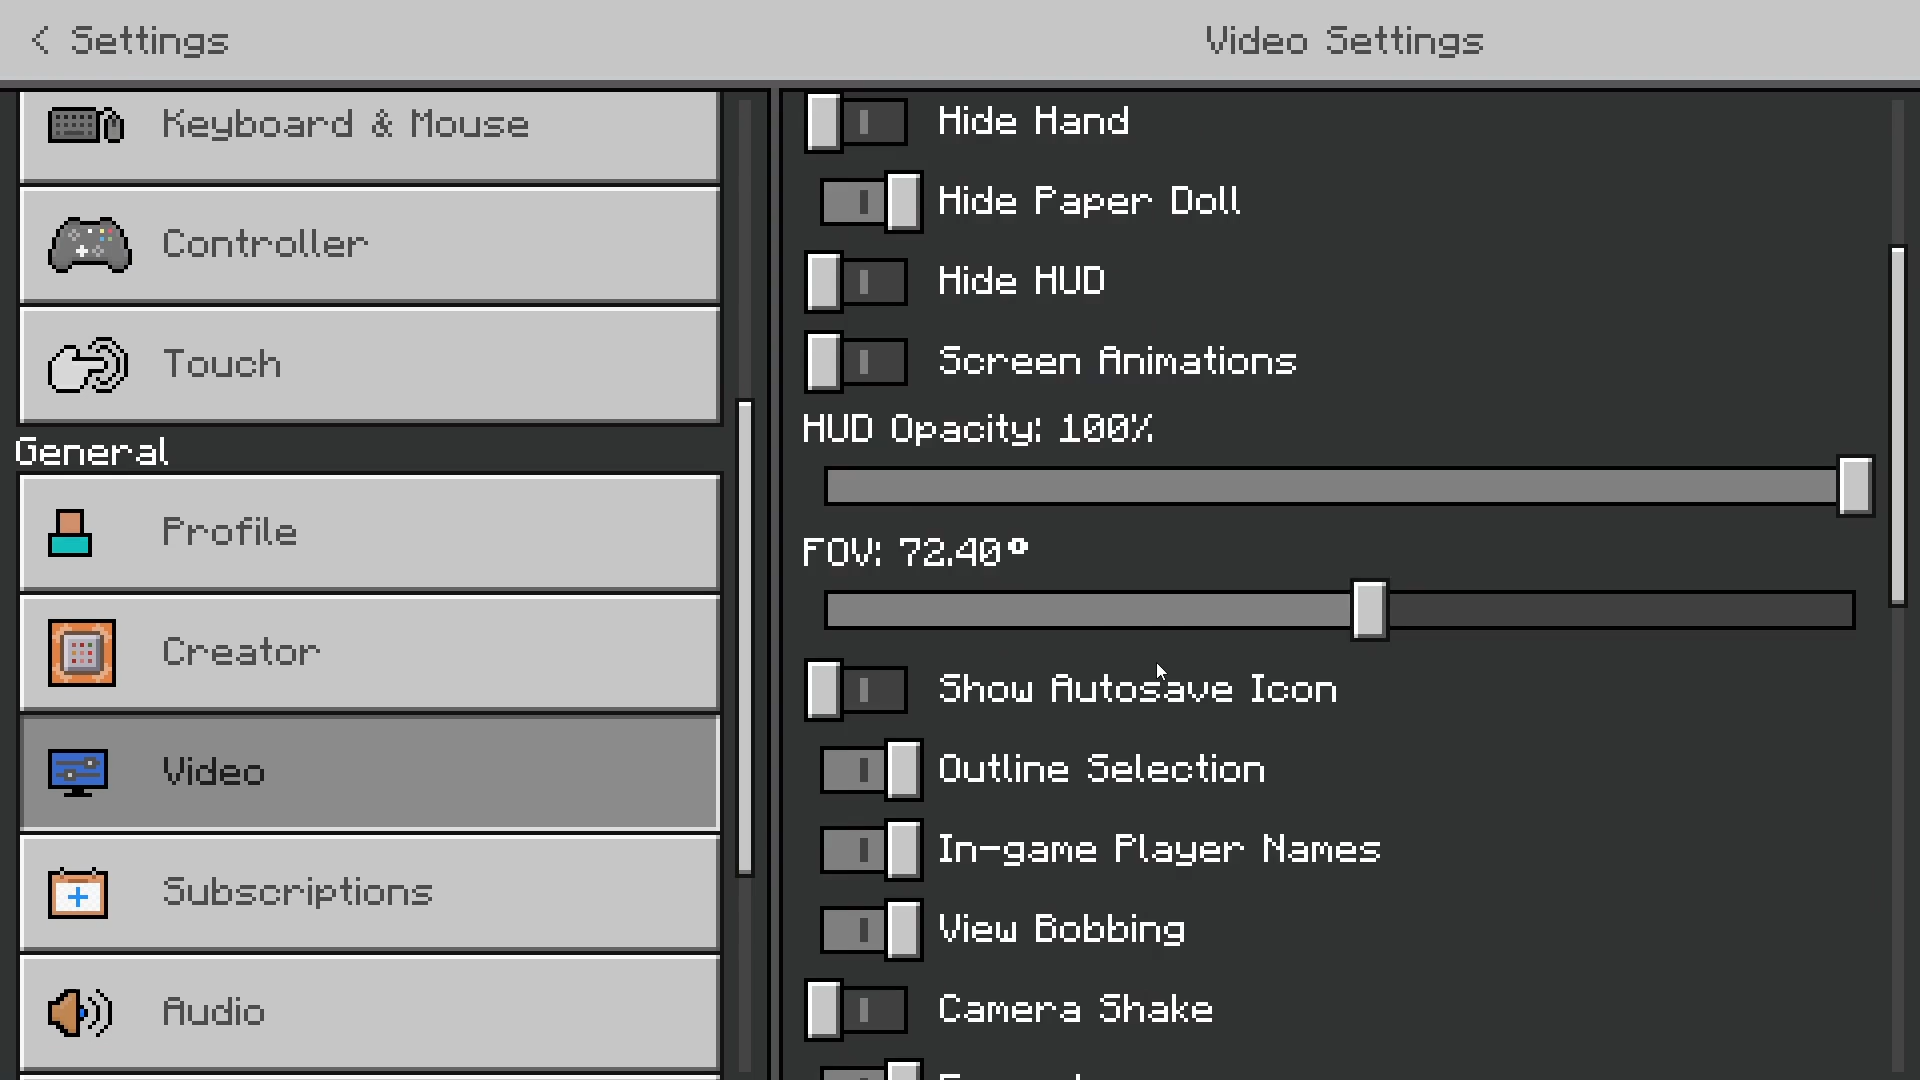 < Settings
Video Settings
Keyboard & Mouse
Controller
Touch
General
Profile
Creator
Video
Subscriptions
Audio
Hide Hand
Hide Paper Doll
Hide HUD
Screen Animations
HUD Opacity: 100%
FOV: 72.40°
Show Autosave Icon
Outline Selection
In-game Player Names
View Bobbing
Camera Shake